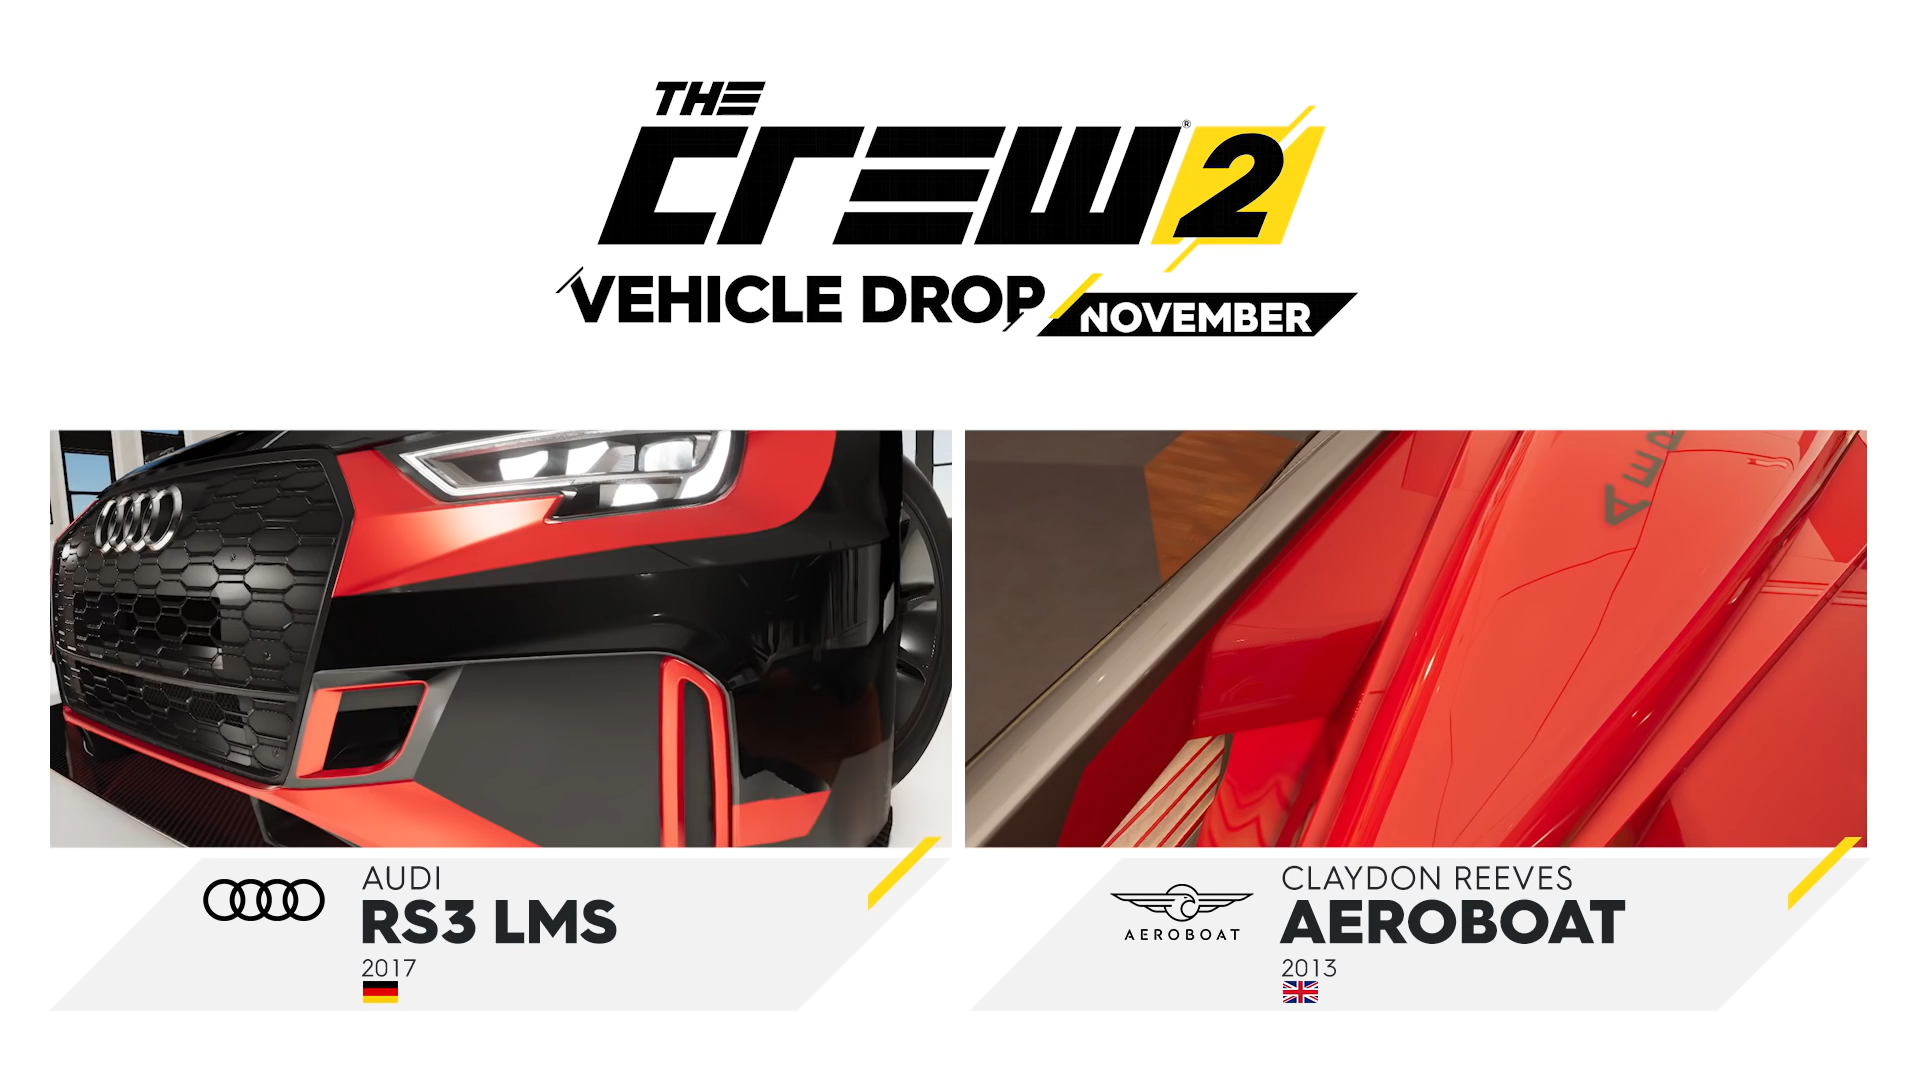 THE
CREW 2
VEHICLE DROP
NOVEMBER
AUDI
RS3 LMS
2017
AEROBOAT
CLAYDON REEVES
AEROBOAT
2013